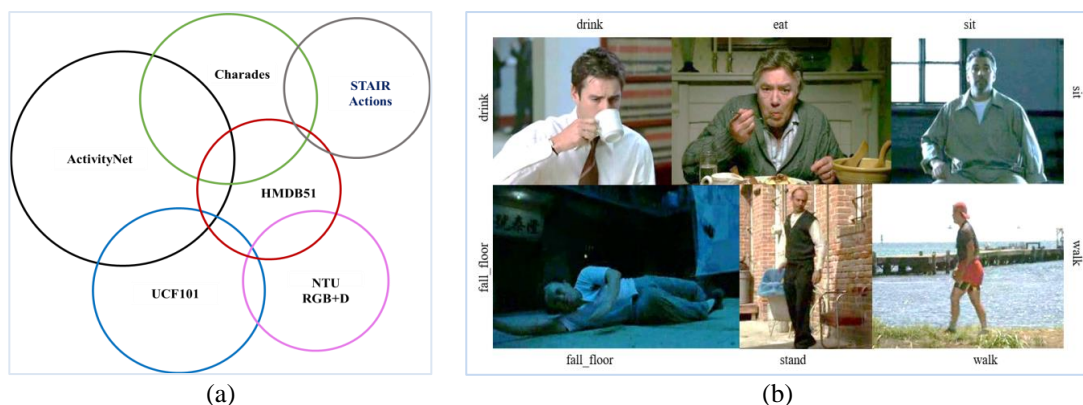 Charades
STAIR
Actions
ActivityNet
HMDB51
UCF101
NTU
RGB+D
(a)
drink eat sit
drink
sit
fall_floor
walk
fall_floor stand walk
(b)